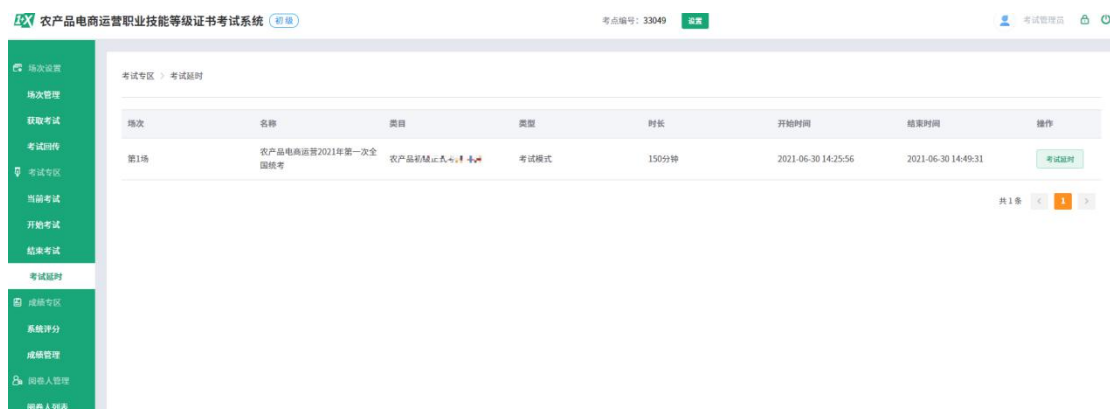 农产品电商运营职业技能等级证书考试系统 初级
考点编号：33049 设置
考试管理员
场次设置
场次管理
获取考试
考试回传
考试专区
当前考试
开始考试
结束考试
考试延时
成绩专区
系统评分
成绩管理
阅卷人管理
阅卷人列表
考试专区 > 考试延时
场次 名称 类目 类型 时长 开始时间 结束时间 操作
第1场 农产品电商运营2021年第一次全国统考 农产品初 考试模式 150分钟 2021-06-30 14:25:56 2021-06-30 14:49:31 考试延时
共1条 < 1 >